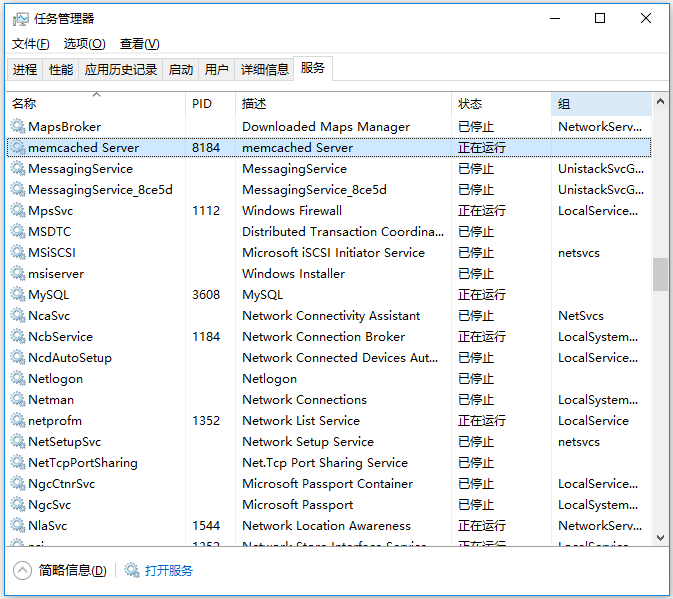 任务管理器
文件(F) 选项(O) 查看(V)
进程 性能 应用历史记录 启动 用户 详细信息 服务
名称 PID 描述 状态 组
MapsBroker Downloaded Maps Manager 已停止 NetworkServ...
memcached Server 8184 memcached Server 正在运行
MessagingService MessagingService 已停止 UnistackSvcG...
MessagingService_8ce5d MessagingService_8ce5d 已停止 UnistackSvcG...
MpsSvc 1112 Windows Firewall 正在运行 LocalService...
MSDTC Distributed Transaction Coordina... 已停止
MSiSCSI Microsoft iSCSI Initiator Service 已停止 netsvcs
msiserver Windows Installer 已停止
MySQL 3608 MySQL 正在运行
NcaSvc Network Connectivity Assistant 已停止 NetSvcs
NcbService 1184 Network Connection Broker 正在运行 LocalSystem...
NcdAutoSetup Network Connected Devices Aut... 已停止 LocalService...
Netlogon Netlogon 已停止
Netman Network Connections 已停止 LocalSystem...
netprofm 1352 Network List Service 正在运行 LocalService
NetSetupSvc Network Setup Service 已停止 netsvcs
NetTcpPortSharing Net.Tcp Port Sharing Service 已停止
NgcCtnrSvc Microsoft Passport Container 已停止 LocalService...
NgcSvc Microsoft Passport 已停止 LocalSystem...
NlaSvc 1544 Network Location Awareness 正在运行 NetworkServ...
nsi 1352 Network Store Interface Service 正在运行 LocalService
简略信息(D) 打开服务